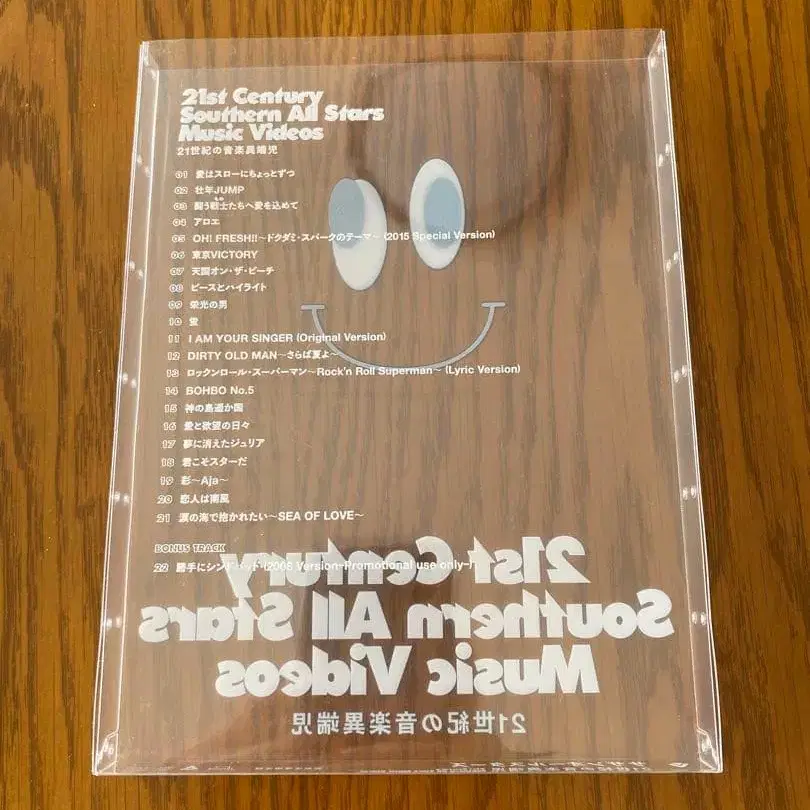 21st Century
Southern All Stars
Music Videos
21世紀の音楽異端児
01 愛はスローにちょっとずつ
02 壮年JUMP
03 闘う戦士たちへ愛を込めて
もの
04 アロエ
05 OH! FRESH!!〜ドクダミ・スパークのテーマ〜 (2015 Special Version)
06 東京VICTORY
07 天国オン・ザ・ビーチ
08 ピースとハイライト
09 栄光の男
10 蛍
11 I AM YOUR SINGER (Original Version)
12 DIRTY OLD MAN〜さらば夏よ〜
13 ロックンロール・スーパーマン〜Rock'n Roll Superman〜 (Lyric Version)
14 BOHBO No.5
15 神の島遥か国
16 愛と欲望の日々
17 夢に消えたジュリア
18 君こそスターだ
19 彩〜Aja〜
20 恋人は南風
21 涙の海で抱かれたい〜SEA OF LOVE〜
BONUS TRACK
22 勝手にシンドバッド (2008 Version-Promotional use only-)
21st Century
Southern All Stars
Music Videos
21世紀の音楽異端児